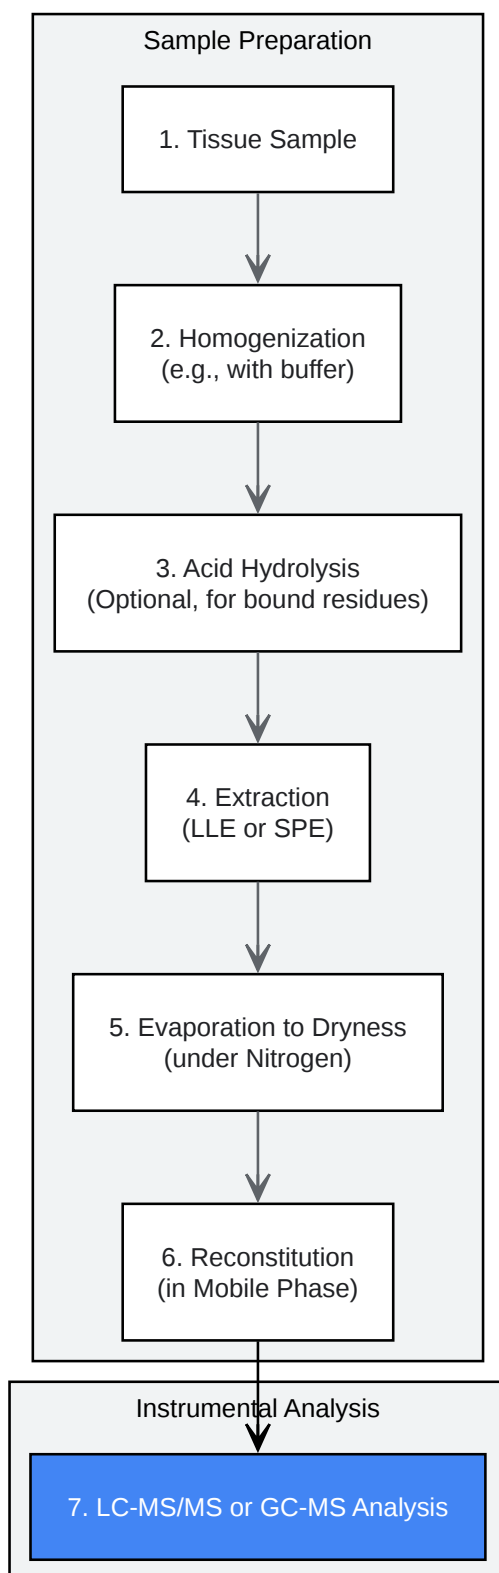 Sample Preparation
1. Tissue Sample
2. Homogenization
(e.g., with buffer)
3. Acid Hydrolysis
(Optional, for bound residues)
4. Extraction
(LLE or SPE)
5. Evaporation to Dryness
(under Nitrogen)
6. Reconstitution
(in Mobile Phase)
Instrumental Analysis
7. LC-MS/MS or GC-MS Analysis